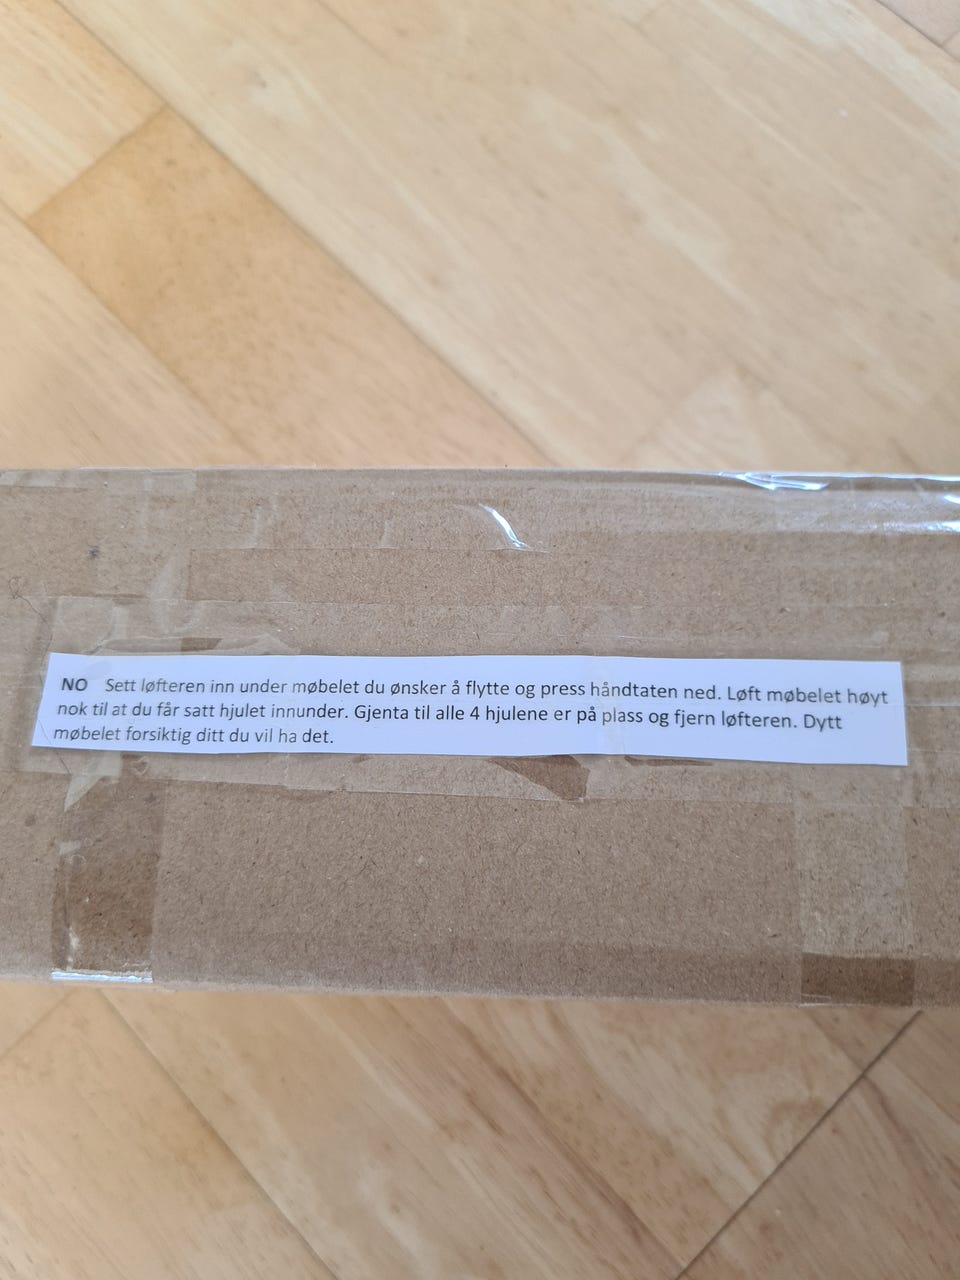 NO Sett løfteren inn under møbelet du ønsker å flytte og press håndtaten ned. Løft møbelet høyt
nok til at du får satt hjulet innunder. Gjenta til alle 4 hjulene er på plass og fjern løfteren. Dytt
møbelet forsiktig ditt du vil ha det.